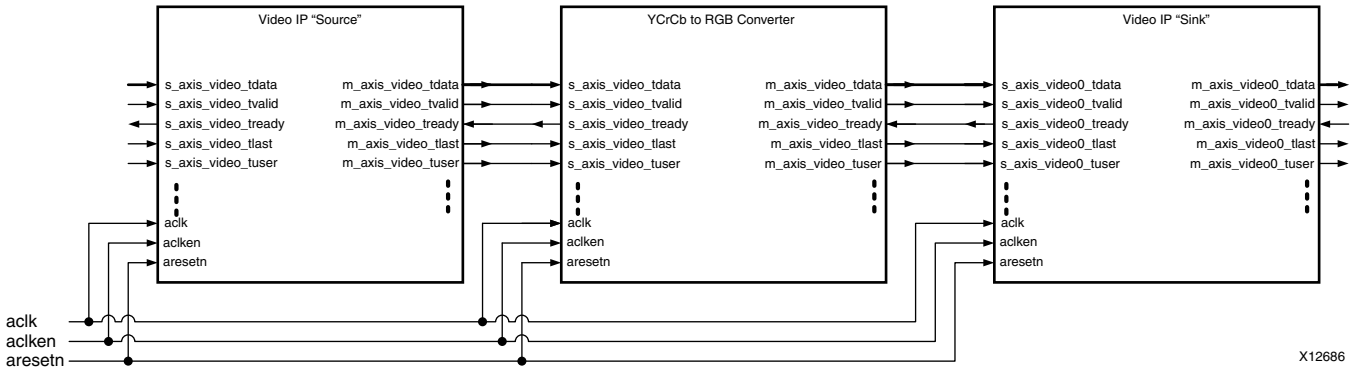 Video IP “Source”
s_axis_video_tdata m_axis_video_tdata
s_axis_video_tvalid m_axis_video_tvalid
s_axis_video_tready m_axis_video_tready
s_axis_video_tlast m_axis_video_tlast
s_axis_video_tuser m_axis_video_tuser
aclk
aclken
aresetn
YCrCb to RGB Converter
s_axis_video_tdata m_axis_video_tdata
s_axis_video_tvalid m_axis_video_tvalid
s_axis_video_tready m_axis_video_tready
s_axis_video_tlast m_axis_video_tlast
s_axis_video_tuser m_axis_video_tuser
aclk
aclken
aresetn
Video IP “Sink”
s_axis_video0_tdata m_axis_video0_tdata
s_axis_video0_tvalid m_axis_video0_tvalid
s_axis_video0_tready m_axis_video0_tready
s_axis_video0_tlast m_axis_video0_tlast
s_axis_video0_tuser m_axis_video0_tuser
aclk
aclken
aresetn
aclk
aclken
aresetn
X12686